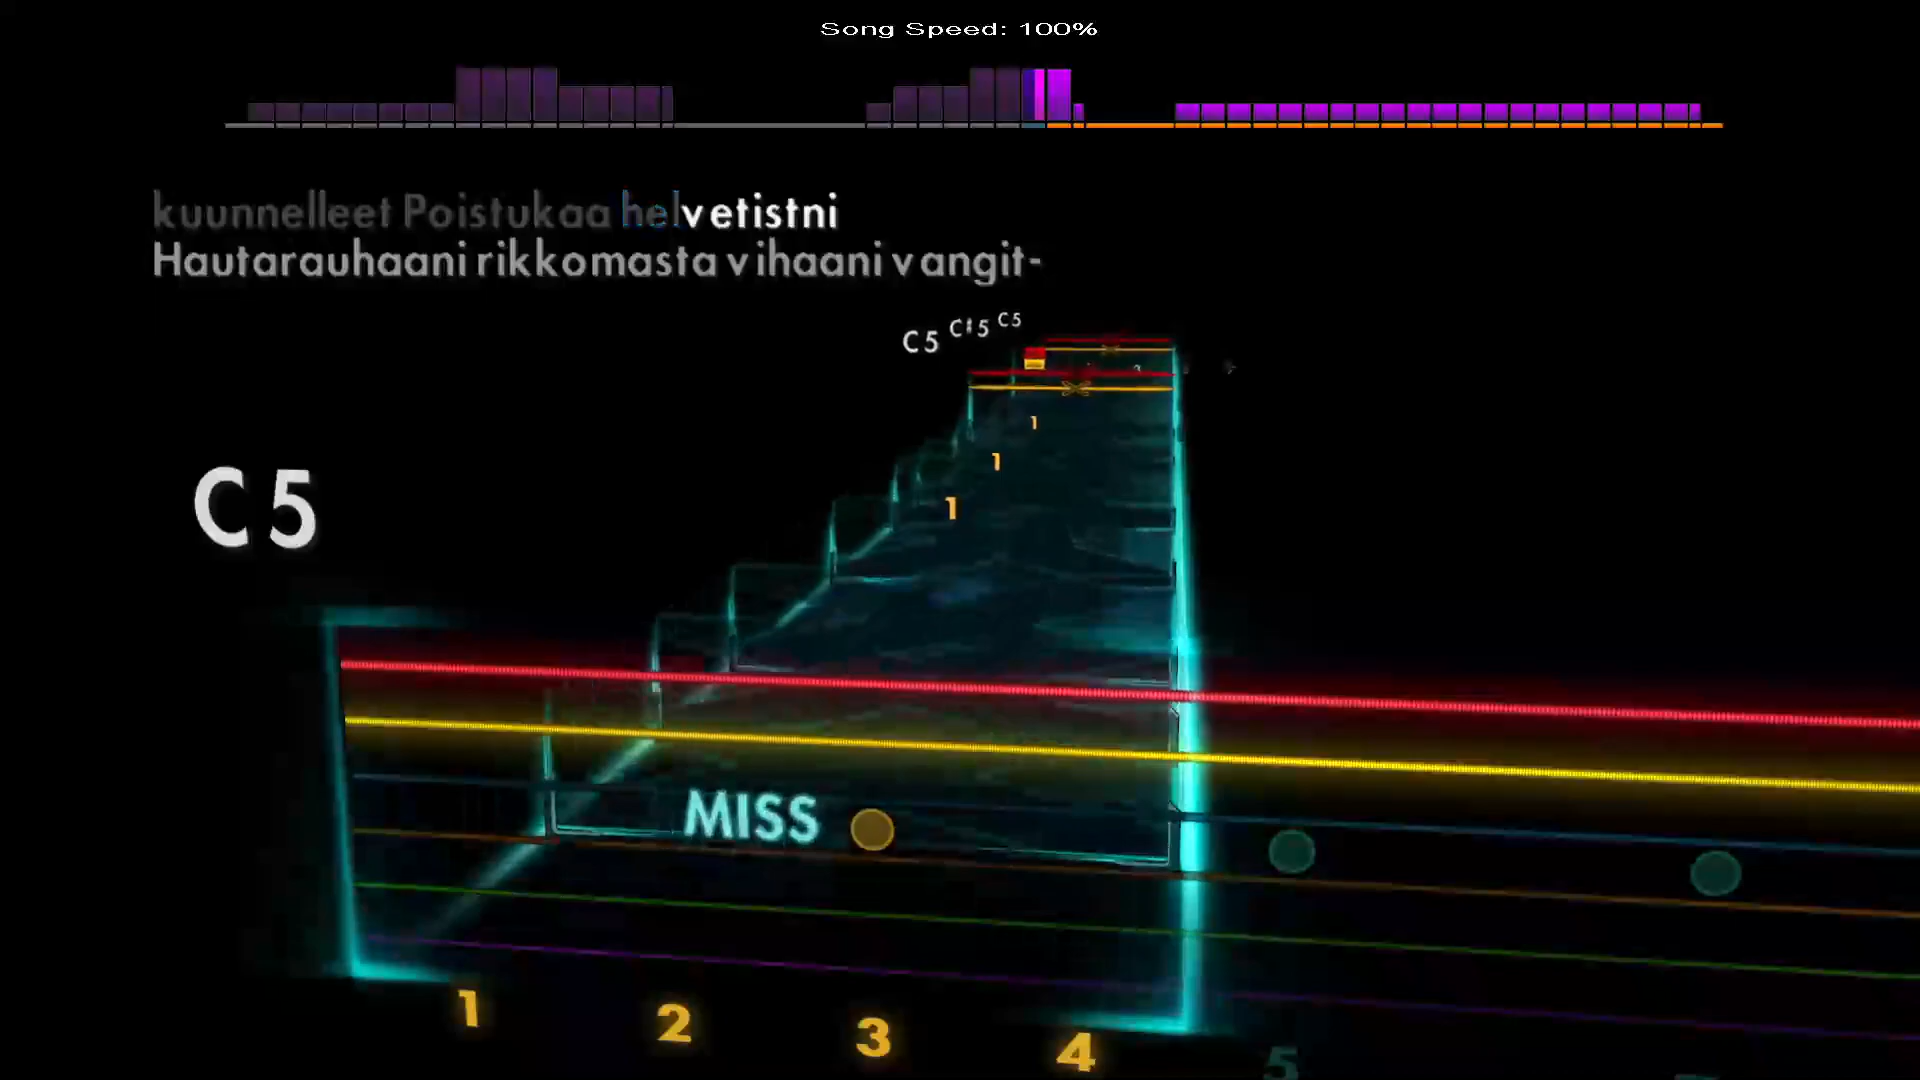 Song Speed: 100%
kuunnelleet Poistukaa helvetistni
Hautarauhaani rikkomasta vihaani vangit-
C5 C#5 C5
1
1
C5
1
MISS
1 2 3 4 5